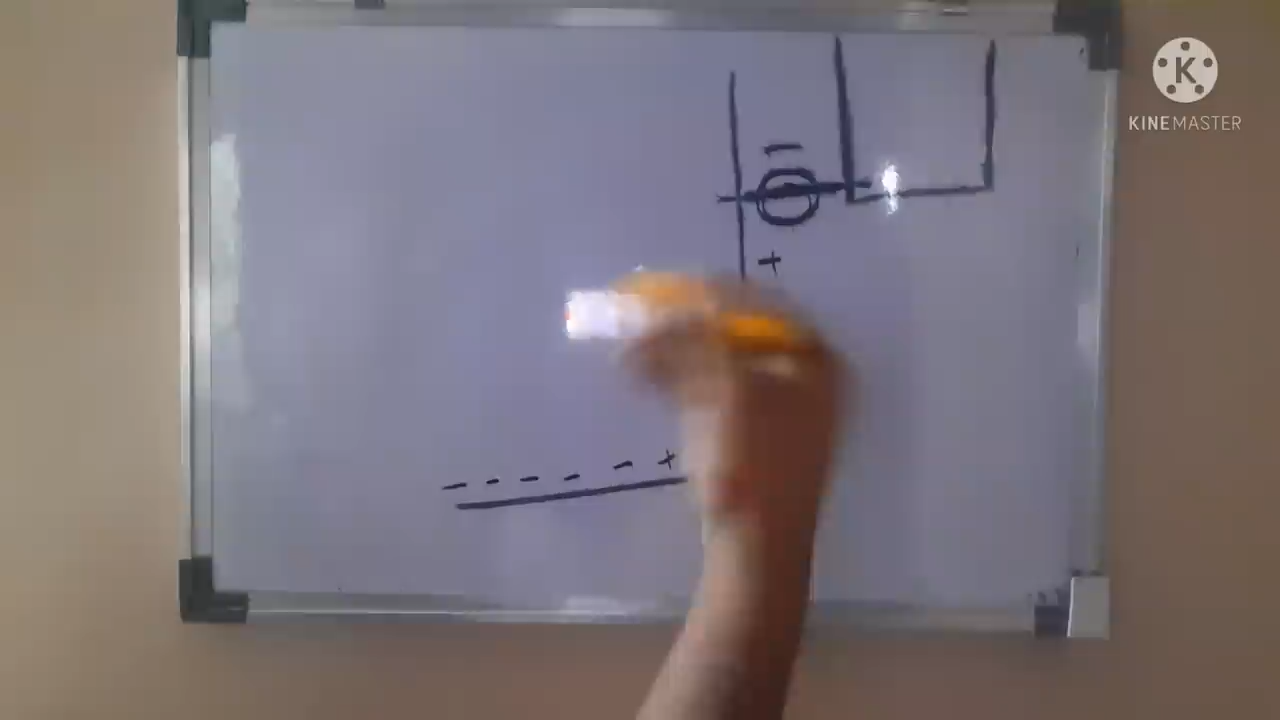 K
KINEMASTER
−
+
- - - - - +